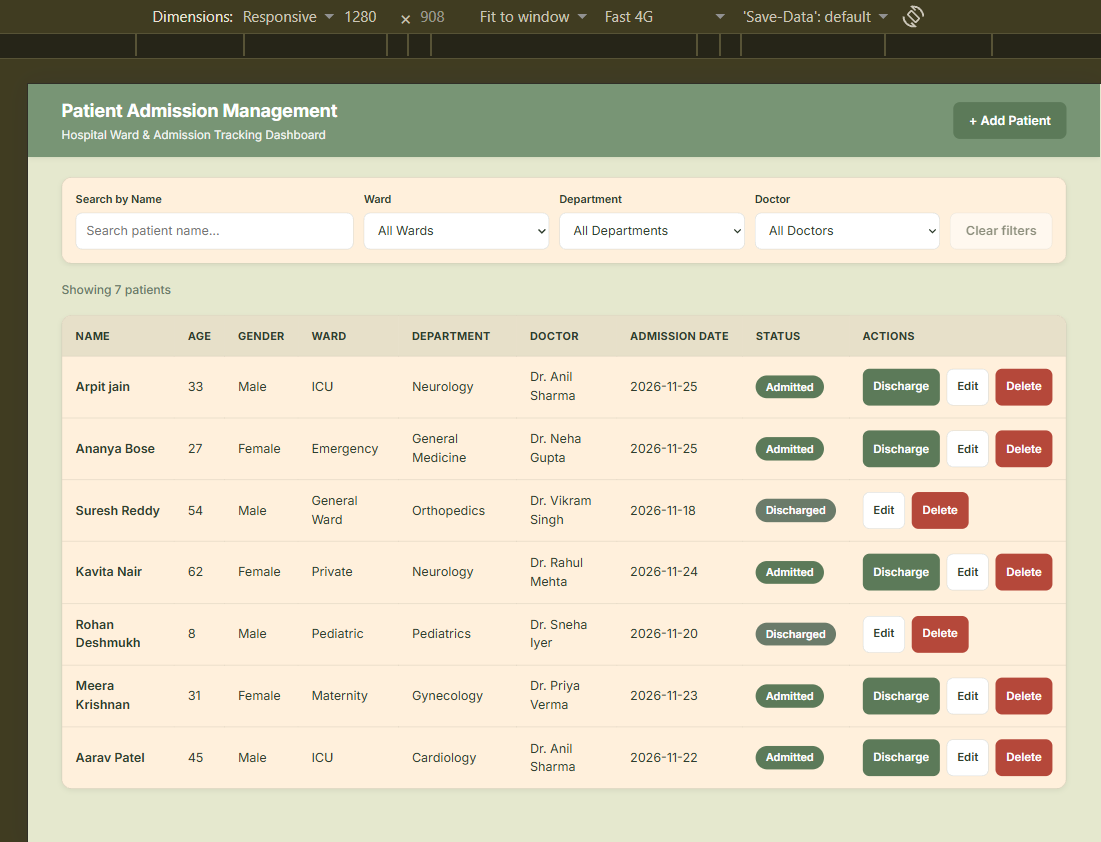 Dimensions: Responsive 1280 × 908 Fit to window Fast 4G 'Save-Data': default
Patient Admission Management
Hospital Ward & Admission Tracking Dashboard
+ Add Patient
Search by Name Ward Department Doctor
Search patient name... All Wards All Departments All Doctors Clear filters
Showing 7 patients
NAME AGE GENDER WARD DEPARTMENT DOCTOR ADMISSION DATE STATUS ACTIONS
Arpit jain 33 Male ICU Neurology Dr. Anil
Sharma 2026-11-25 Admitted Discharge Edit Delete
Ananya Bose 27 Female Emergency General
Medicine Dr. Neha
Gupta 2026-11-25 Admitted Discharge Edit Delete
Suresh Reddy 54 Male General
Ward Orthopedics Dr. Vikram
Singh 2026-11-18 Discharged Edit Delete
Kavita Nair 62 Female Private Neurology Dr. Rahul
Mehta 2026-11-24 Admitted Discharge Edit Delete
Rohan
Deshmukh 8 Male Pediatric Pediatrics Dr. Sneha
Iyer 2026-11-20 Discharged Edit Delete
Meera
Krishnan 31 Female Maternity Gynecology Dr. Priya
Verma 2026-11-23 Admitted Discharge Edit Delete
Aarav Patel 45 Male ICU Cardiology Dr. Anil
Sharma 2026-11-22 Admitted Discharge Edit Delete